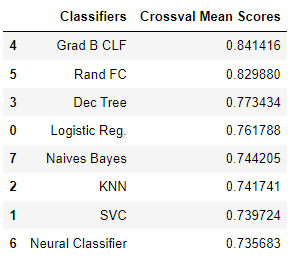 Classifiers Crossval Mean Scores
4 Grad B CLF 0.841416
5 Rand FC 0.829880
3 Dec Tree 0.773434
0 Logistic Reg. 0.761788
7 Naives Bayes 0.744205
2 KNN 0.741741
1 SVC 0.739724
6 Neural Classifier 0.735683